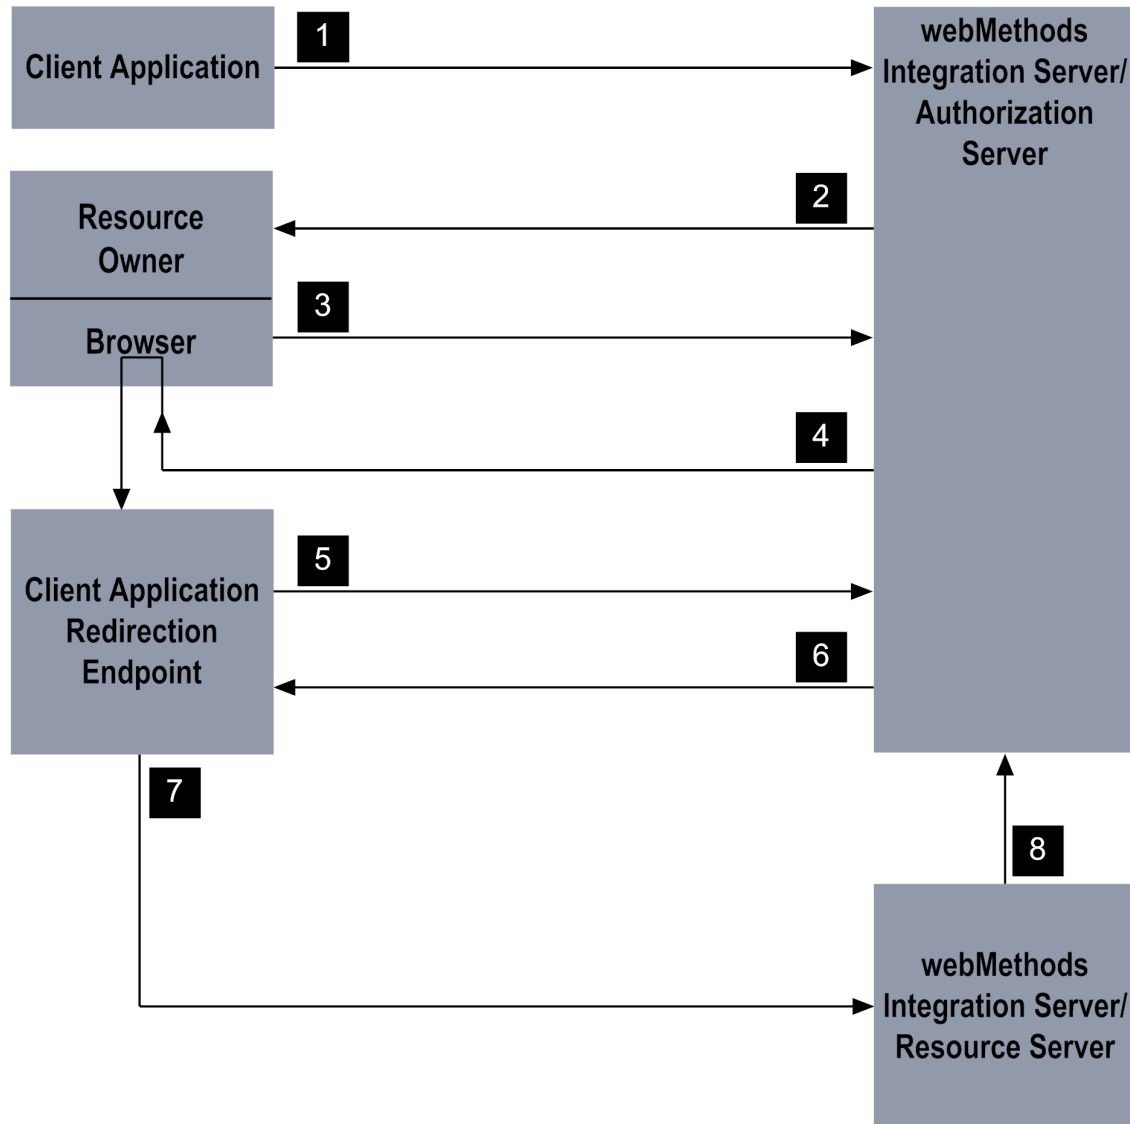 1
Client Application
webMethods
Integration Server/
Authorization
Server
2
Resource
Owner
3
Browser
4
5
Client Application
Redirection
Endpoint
6
7
8
webMethods
Integration Server/
Resource Server